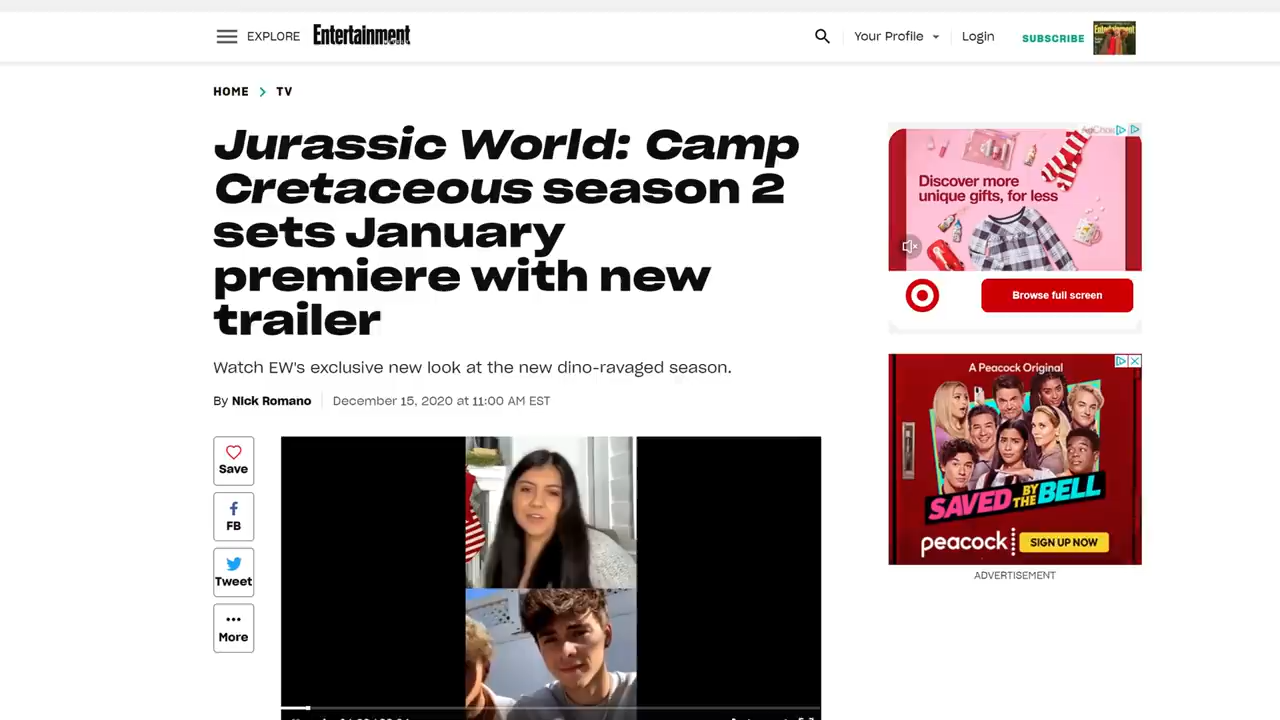 EXPLORE Entertainment Your Profile Login SUBSCRIBE
HOME > TV
Jurassic World: Camp
Cretaceous season 2
sets January
premiere with new
trailer
Watch EW's exclusive new look at the new dino-ravaged season.
By Nick Romano December 15, 2020 at 11:00 AM EST
Save
FB
Tweet
More
Discover more
unique gifts, for less
Browse full screen
A Peacock Original
SAVED BY THE BELL
peacock SIGN UP NOW
ADVERTISEMENT